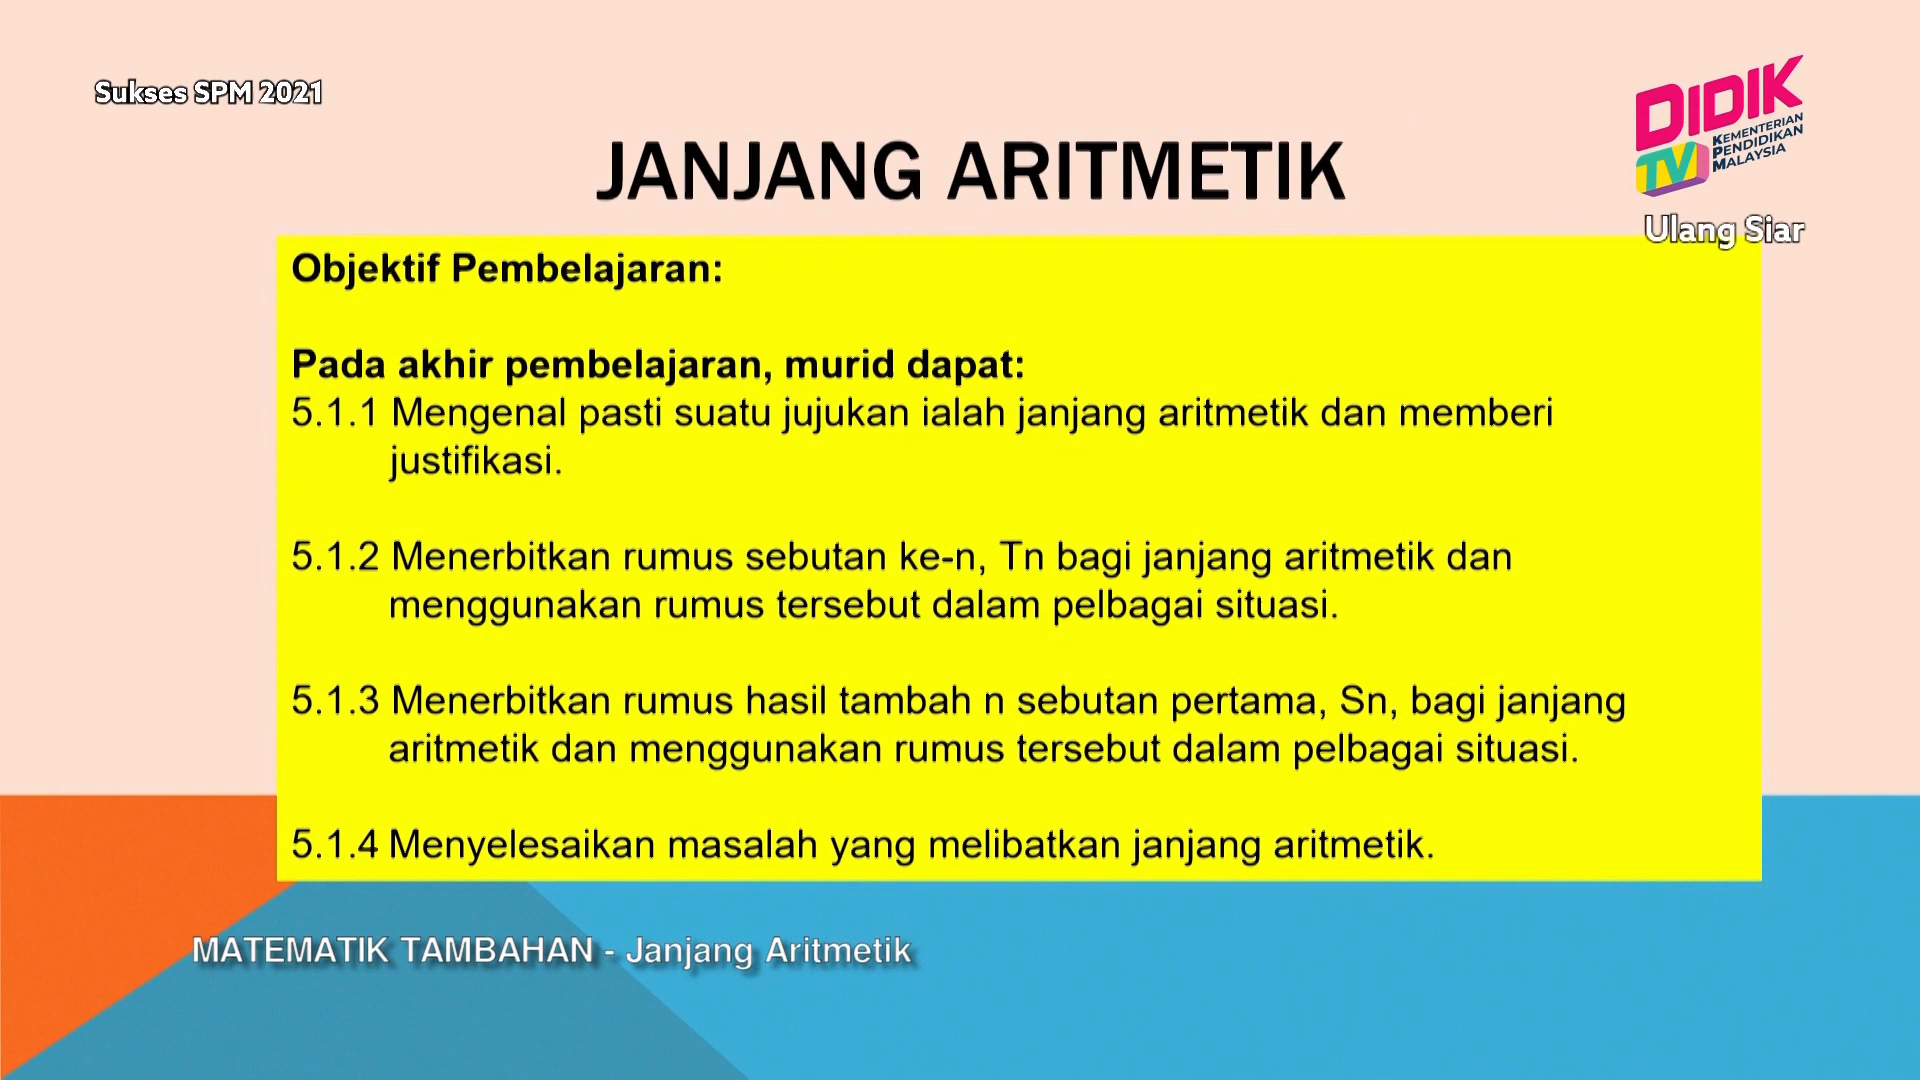 Sukses SPM 2021
DIDIK
TV
KEMENTERIAN
PENDIDIKAN
MALAYSIA
Ulang Siar
JANJANG ARITMETIK
Objektif Pembelajaran:
Pada akhir pembelajaran, murid dapat:
5.1.1 Mengenal pasti suatu jujukan ialah janjang aritmetik dan memberi
justifikasi.
5.1.2 Menerbitkan rumus sebutan ke-n, Tn bagi janjang aritmetik dan
menggunakan rumus tersebut dalam pelbagai situasi.
5.1.3 Menerbitkan rumus hasil tambah n sebutan pertama, Sn, bagi janjang
aritmetik dan menggunakan rumus tersebut dalam pelbagai situasi.
5.1.4 Menyelesaikan masalah yang melibatkan janjang aritmetik.
MATEMATIK TAMBAHAN - Janjang Aritmetik